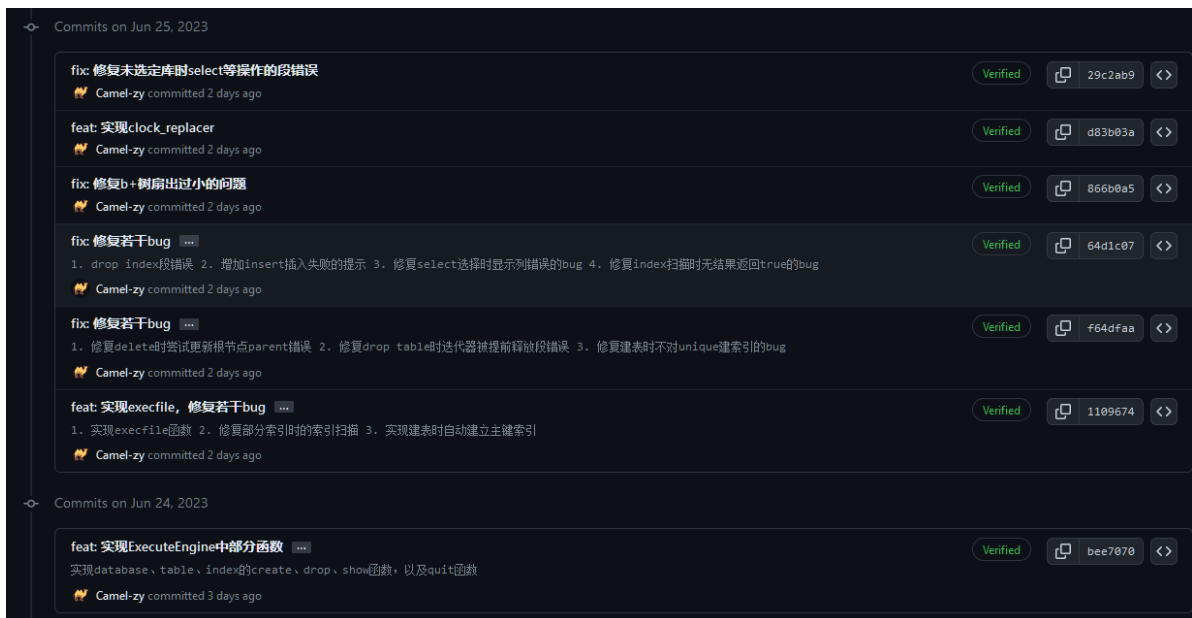 Commits on Jun 25, 2023
fix: 修复未选定库时select等操作的段错误
Verified
29c2ab9
Camel-zy committed 2 days ago
feat: 实现clock_replacer
Verified
d83b03a
Camel-zy committed 2 days ago
fix: 修复b+树扇出过小的问题
Verified
866b0a5
Camel-zy committed 2 days ago
fix: 修复若干bug ...
Verified
64d1c07
1. drop index段错误 2. 增加insert插入失败的提示 3. 修复select选择时显示列错误的bug 4. 修复index扫描时无结果返回true的bug
Camel-zy committed 2 days ago
fix: 修复若干bug ...
Verified
f64dfaa
1. 修复delete时尝试更新根节点parent错误 2. 修复drop table时迭代器被提前释放段错误 3. 修复建表时不对unique建索引的bug
Camel-zy committed 2 days ago
feat: 实现execfile，修复若干bug ...
Verified
1109674
1. 实现execfile函数 2. 修复部分索引时的索引扫描 3. 实现建表时自动建立主键索引
Camel-zy committed 2 days ago
Commits on Jun 24, 2023
feat: 实现ExecuteEngine中部分函数 ...
Verified
bee7070
实现database、table、index的create、drop、show函数，以及quit函数
Camel-zy committed 3 days ago